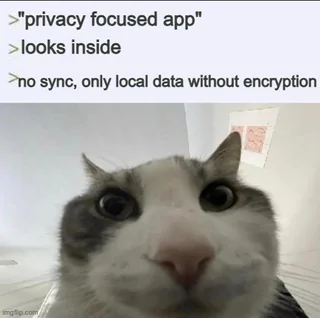 >"privacy focused app"
>looks inside
>no sync, only local data without encryption
imgflip.com